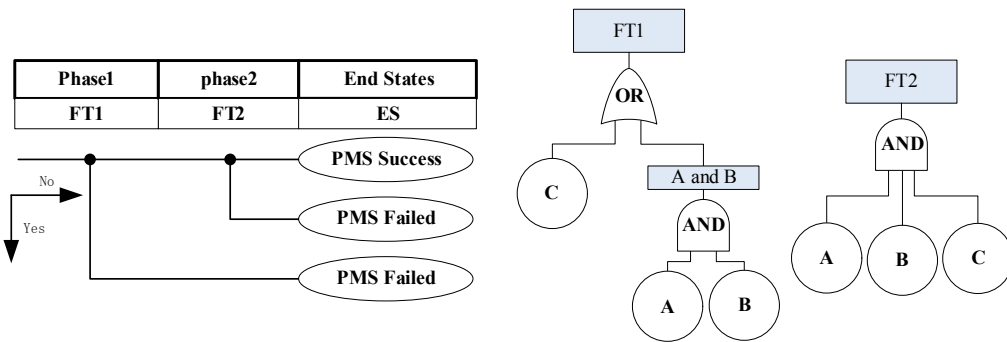 Phase1 phase2 End States
FT1 FT2 ES
PMS Success
No
Yes
PMS Failed
PMS Failed
FT1
OR
C
A and B
AND
A B
FT2
AND
A B C